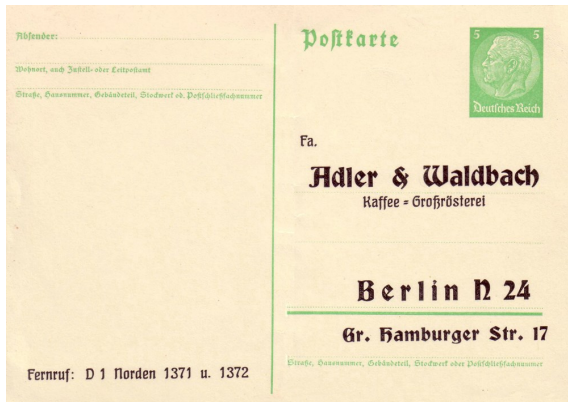 Absender:
Wohnort, auch Zustell- oder Leitpostamt
Straße, Hausnummer, Gebäudeteil, Stockwerk od. Postschließfachnummer
Fernruf: D 1 Norden 1371 u. 1372
Postkarte
5 5
Deutsches Reich
Fa.
Adler & Waldbach
Kaffee = Großrösterei
Berlin N 24
Gr. Hamburger Str. 17
Straße, Hausnummer, Gebäudeteil, Stockwerk oder Postschließfachnummer